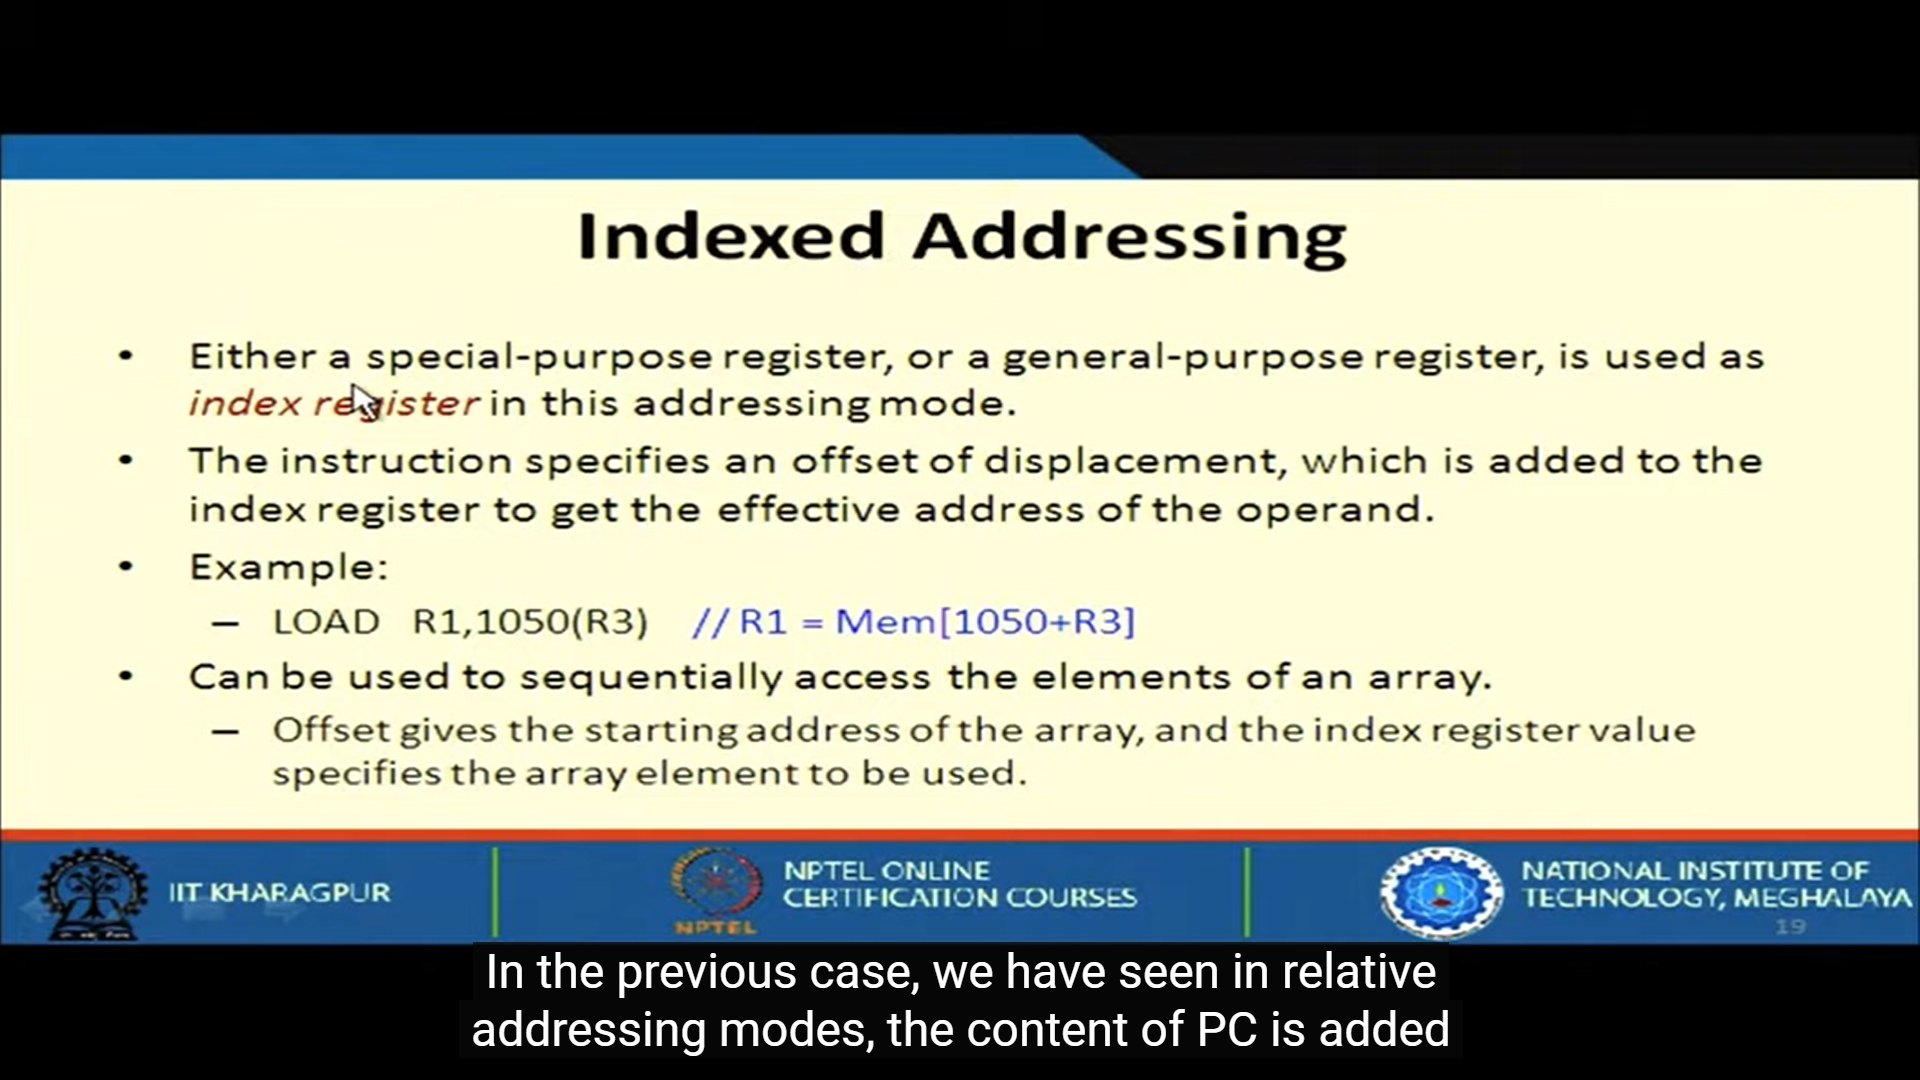 Indexed Addressing
• Either a special-purpose register, or a general-purpose register, is used as
index register in this addressing mode.
• The instruction specifies an offset of displacement, which is added to the
index register to get the effective address of the operand.
• Example:
– LOAD R1,1050(R3) // R1 = Mem[1050+R3]
• Can be used to sequentially access the elements of an array.
– Offset gives the starting address of the array, and the index register value
specifies the array element to be used.
IIT KHARAGPUR
NPTEL
NPTEL ONLINE
CERTIFICATION COURSES
NATIONAL INSTITUTE OF
TECHNOLOGY, MEGHALAYA
19
In the previous case, we have seen in relative
addressing modes, the content of PC is added